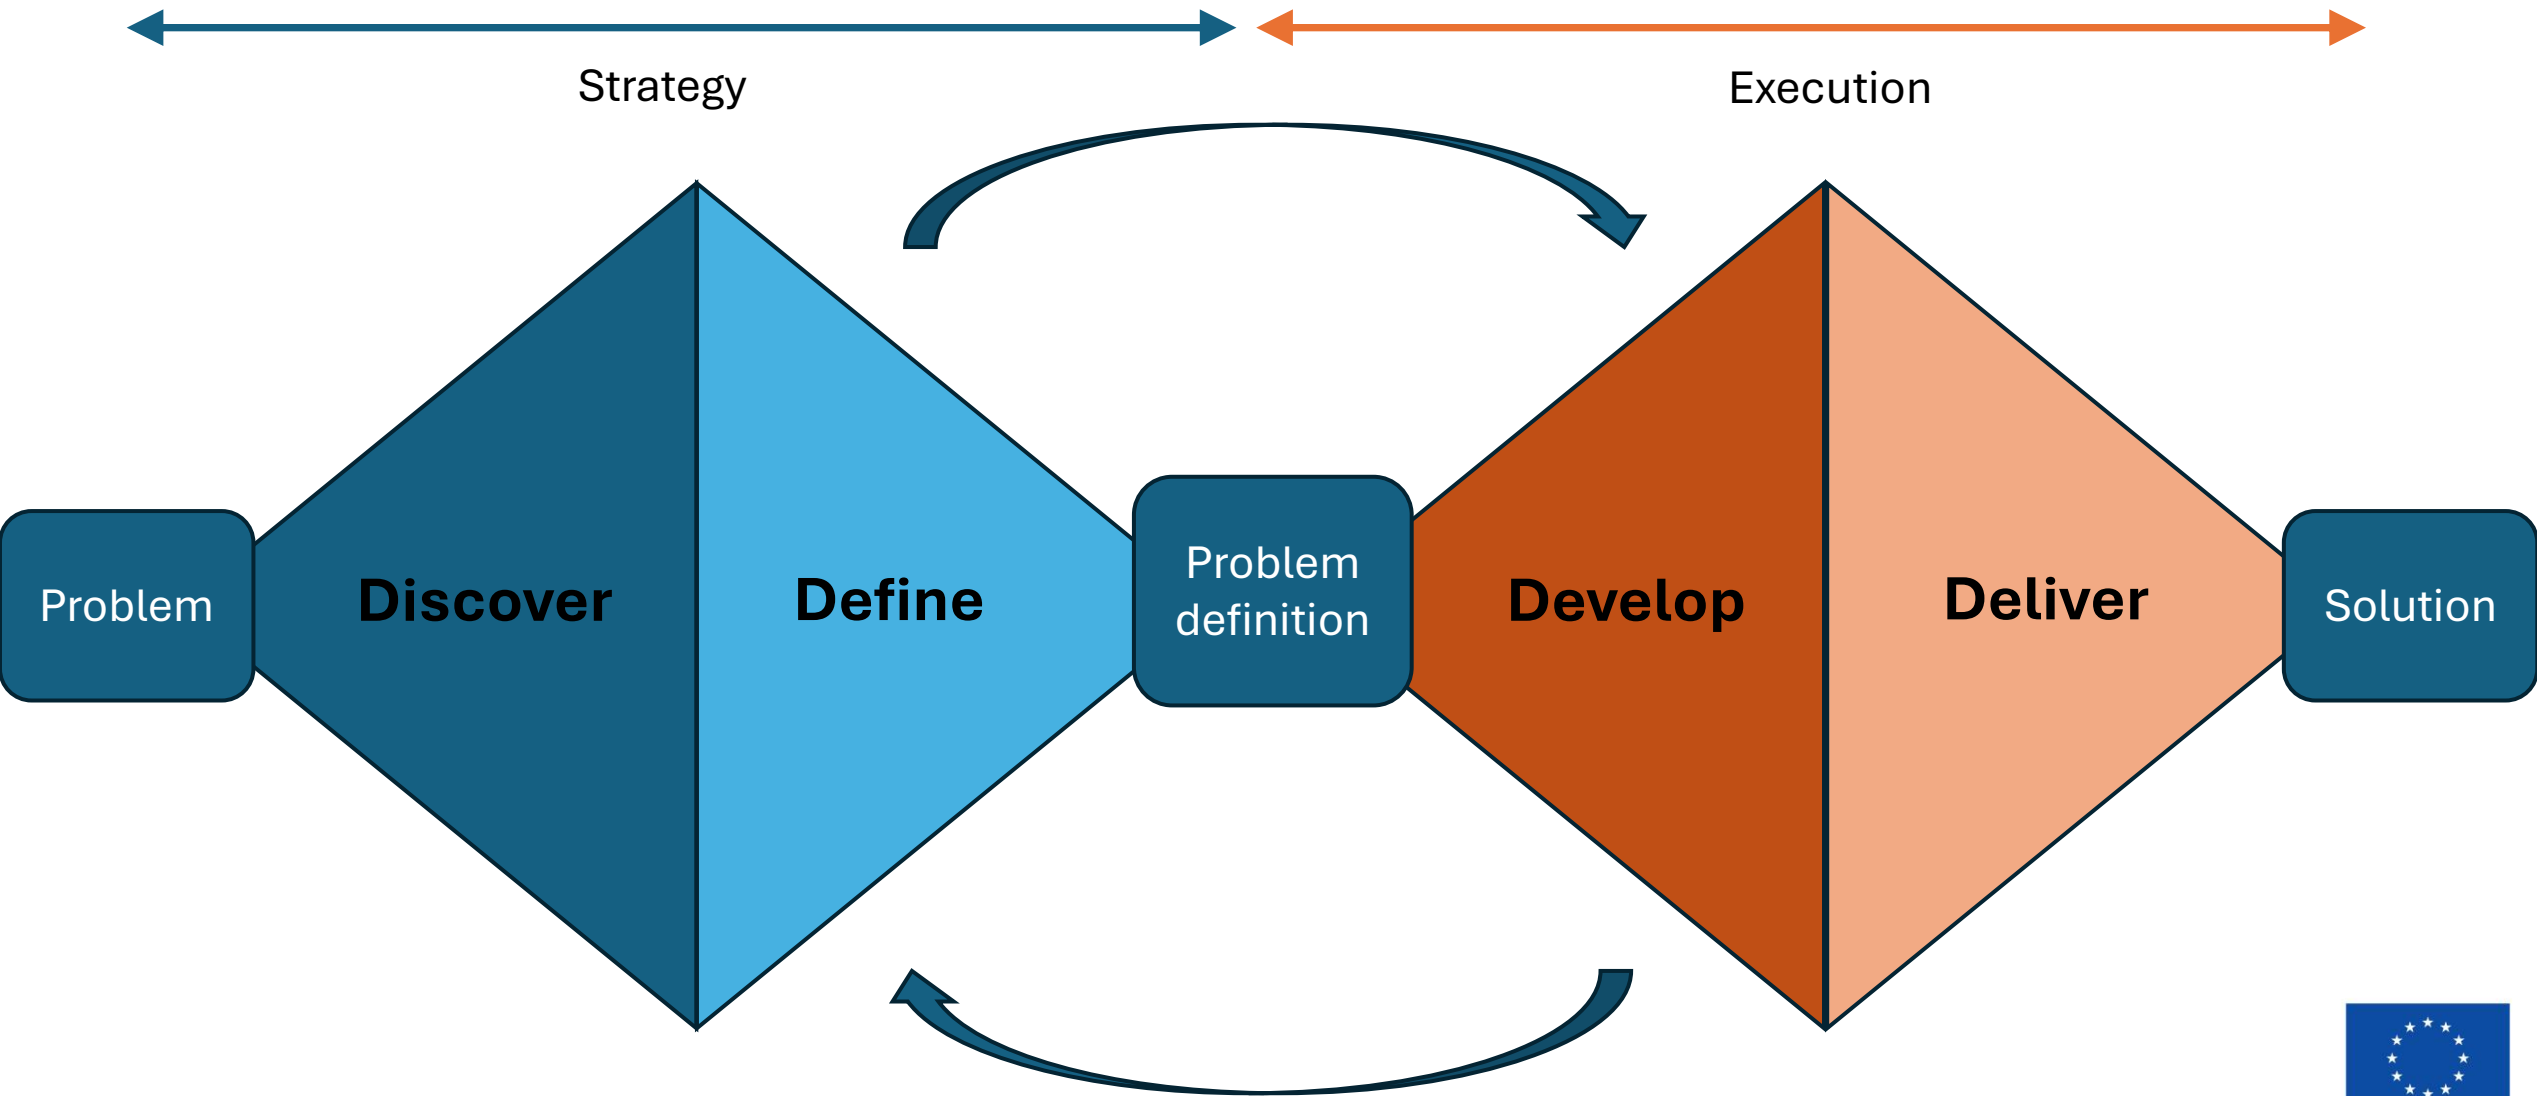 Strategy
Execution
Problem
Discover
Define
Problem
definition
Develop
Deliver
Solution